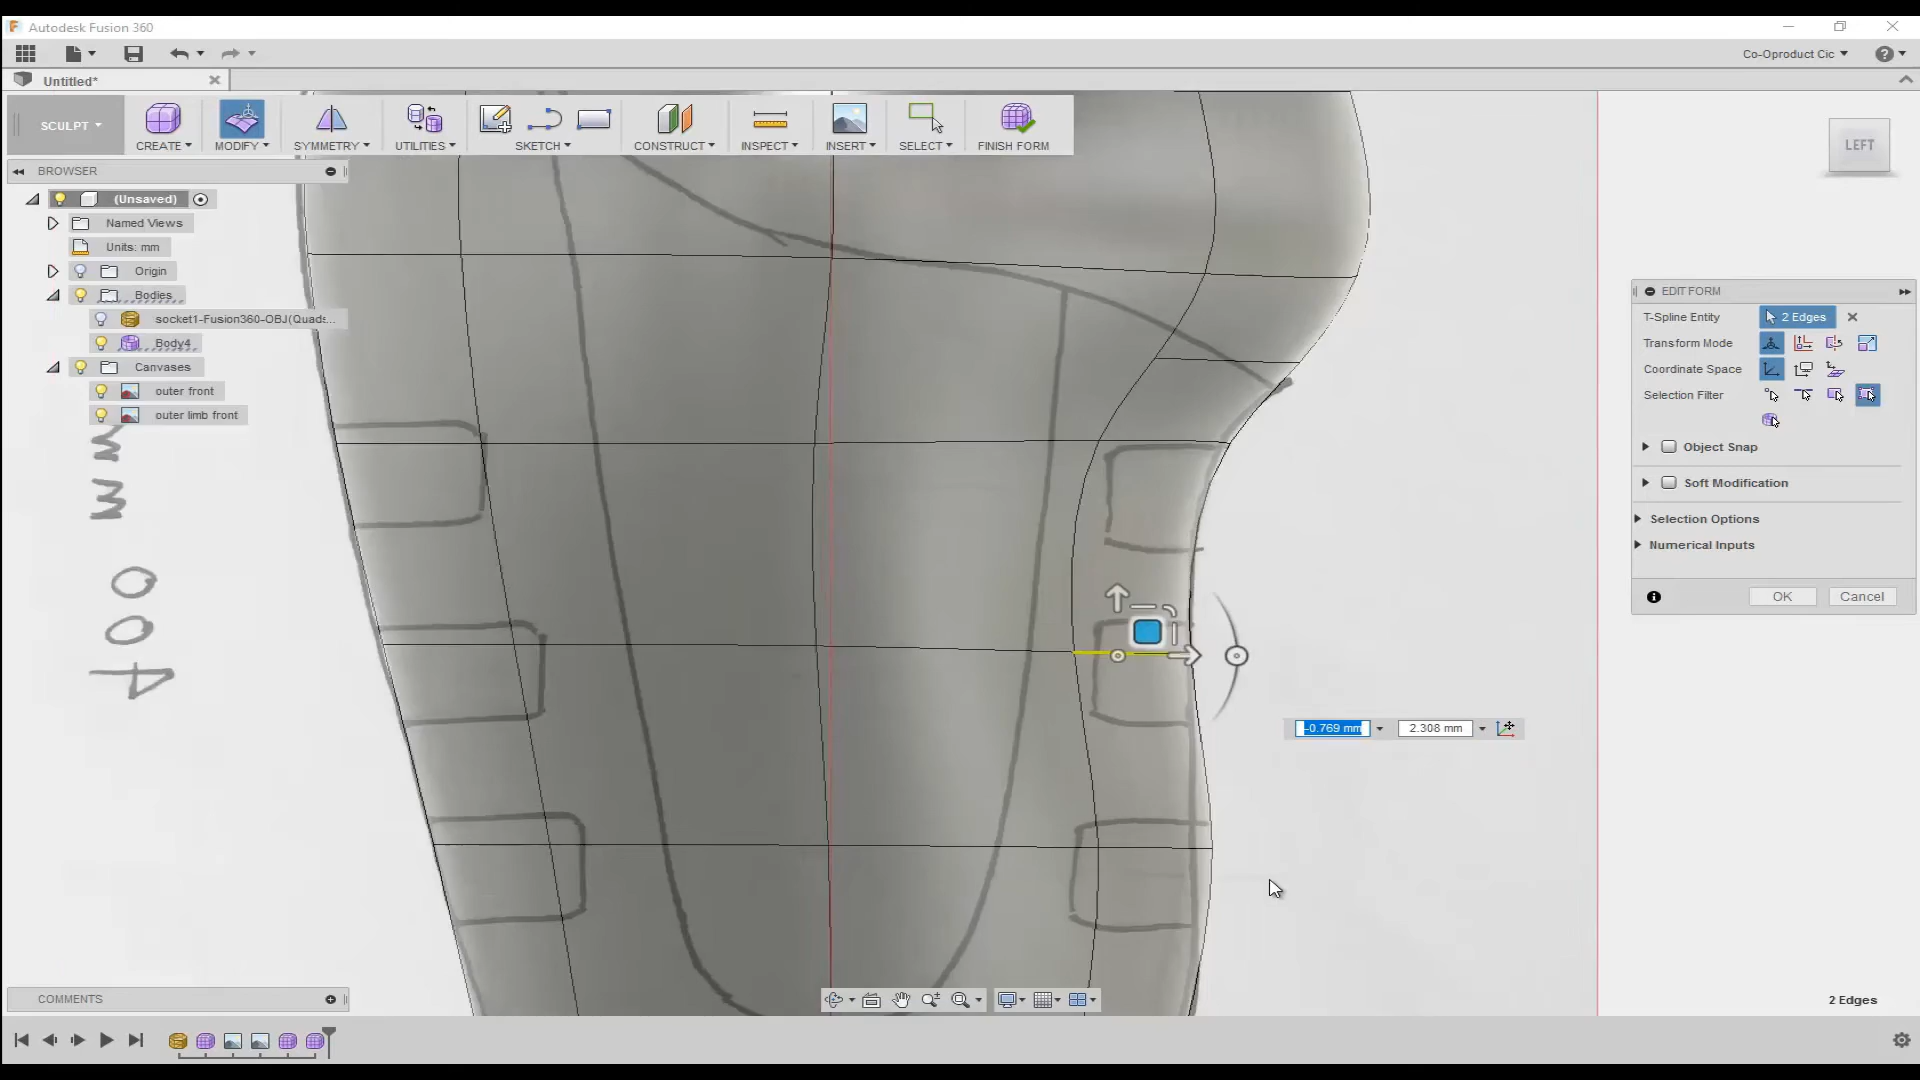 Autodesk Fusion 360
Co-Oproduct Cic
Untitled*
SCULPT
CREATE
MODIFY
SYMMETRY
UTILITIES
SKETCH
CONSTRUCT
INSPECT
INSERT
SELECT
FINISH FORM
LEFT
BROWSER
(Unsaved)
Named Views
Units: mm
Origin
Bodies
socket1-Fusion360-OBJ(Quads...
Body4
Canvases
outer front
outer limb front
EDIT FORM
T-Spline Entity
2 Edges
Transform Mode
Coordinate Space
Selection Filter
Object Snap
Soft Modification
Selection Options
Numerical Inputs
OK
Cancel
-0.769 mm
2.308 mm
COMMENTS
2 Edges